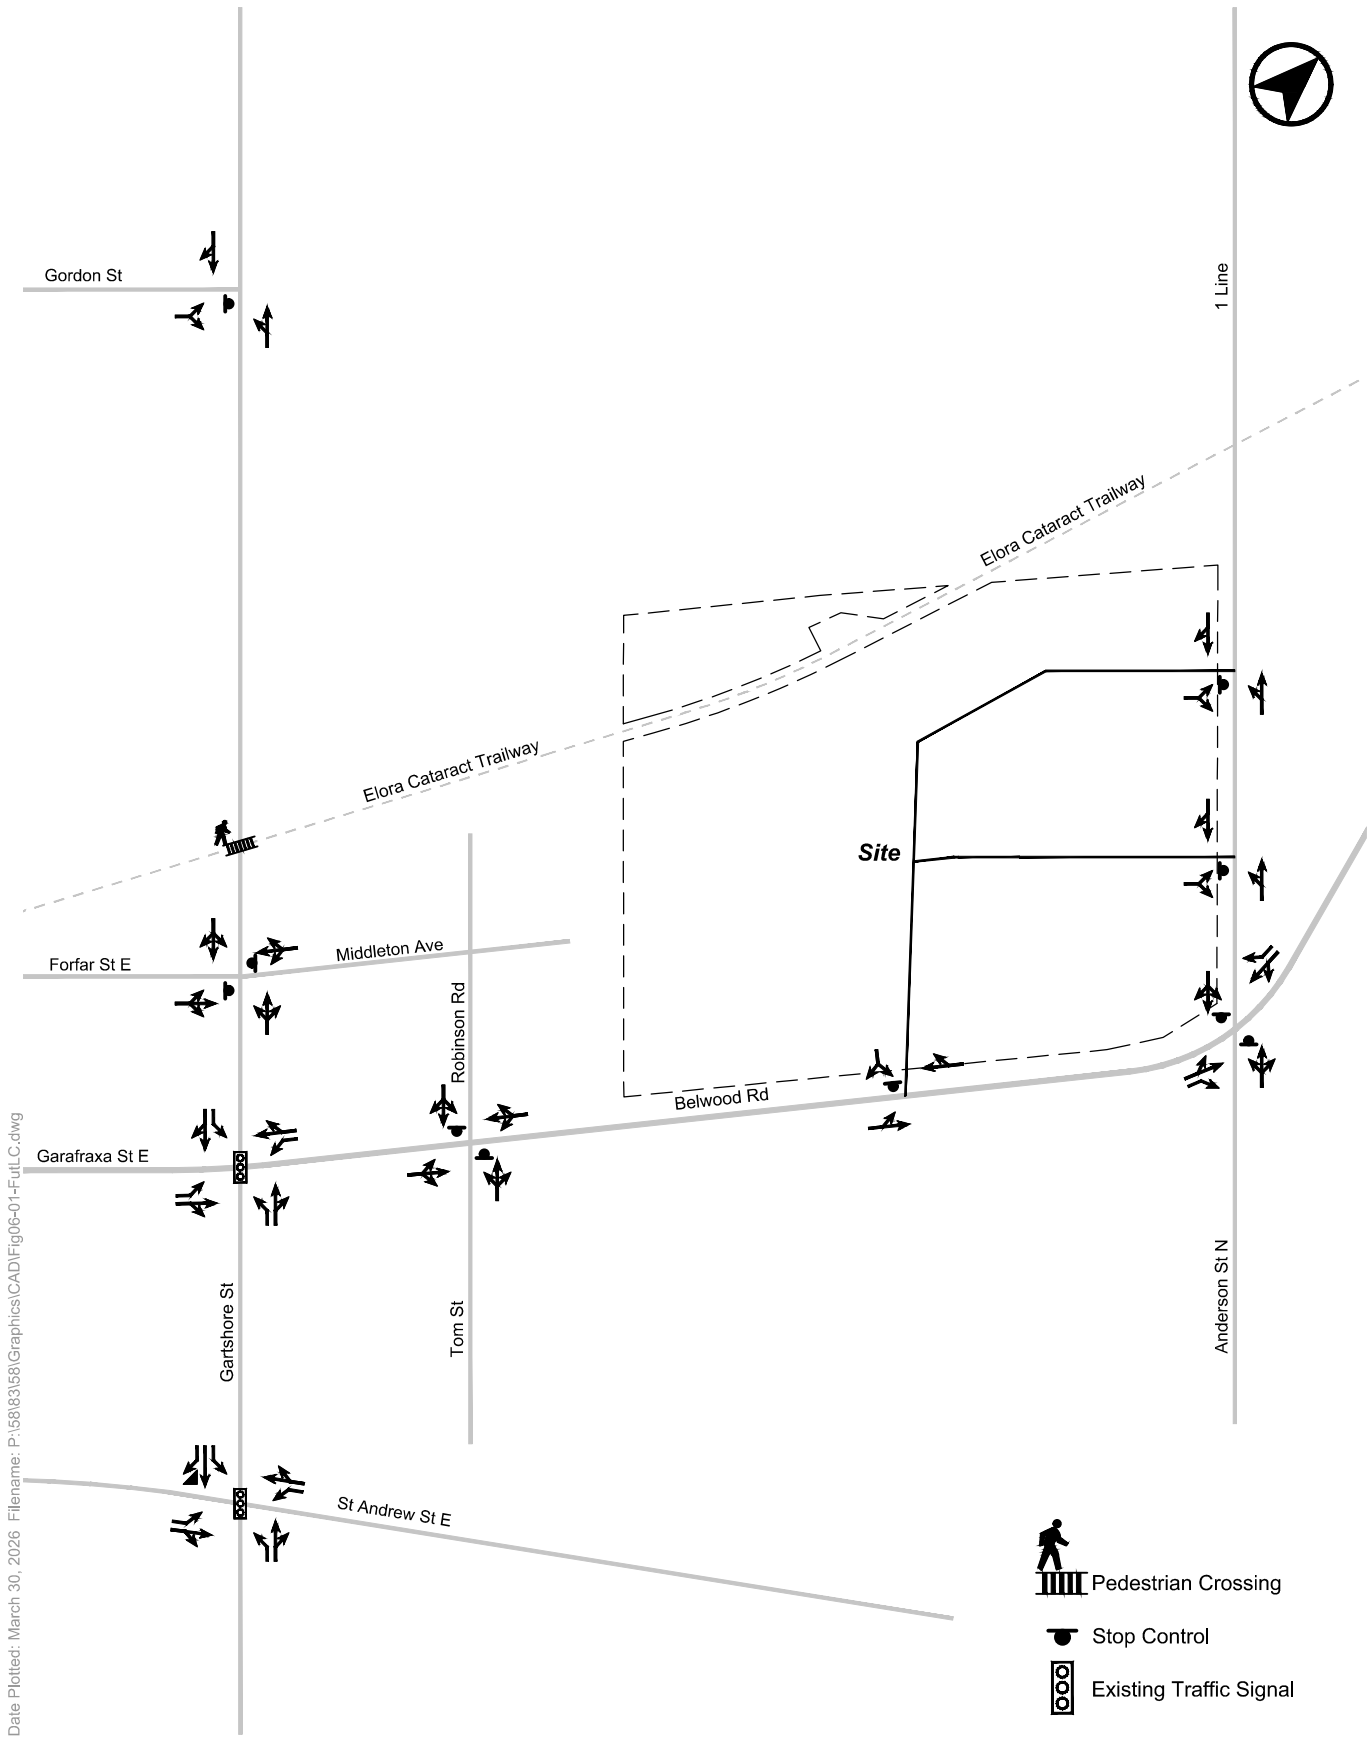 Gordon St
1 Line
Elora Cataract Trailway
Elora Cataract Trailway
Site
Forfar St E
Middleton Ave
Robinson Rd
Belwood Rd
Garafraxa St E
Gartshore St
Tom St
Anderson St N
St Andrew St E
Pedestrian Crossing
Stop Control
Existing Traffic Signal
Date Plotted: March 30, 2026 Filename: P:\58\83\58\Graphics\CAD\Fig06-01-FutLC.dwg